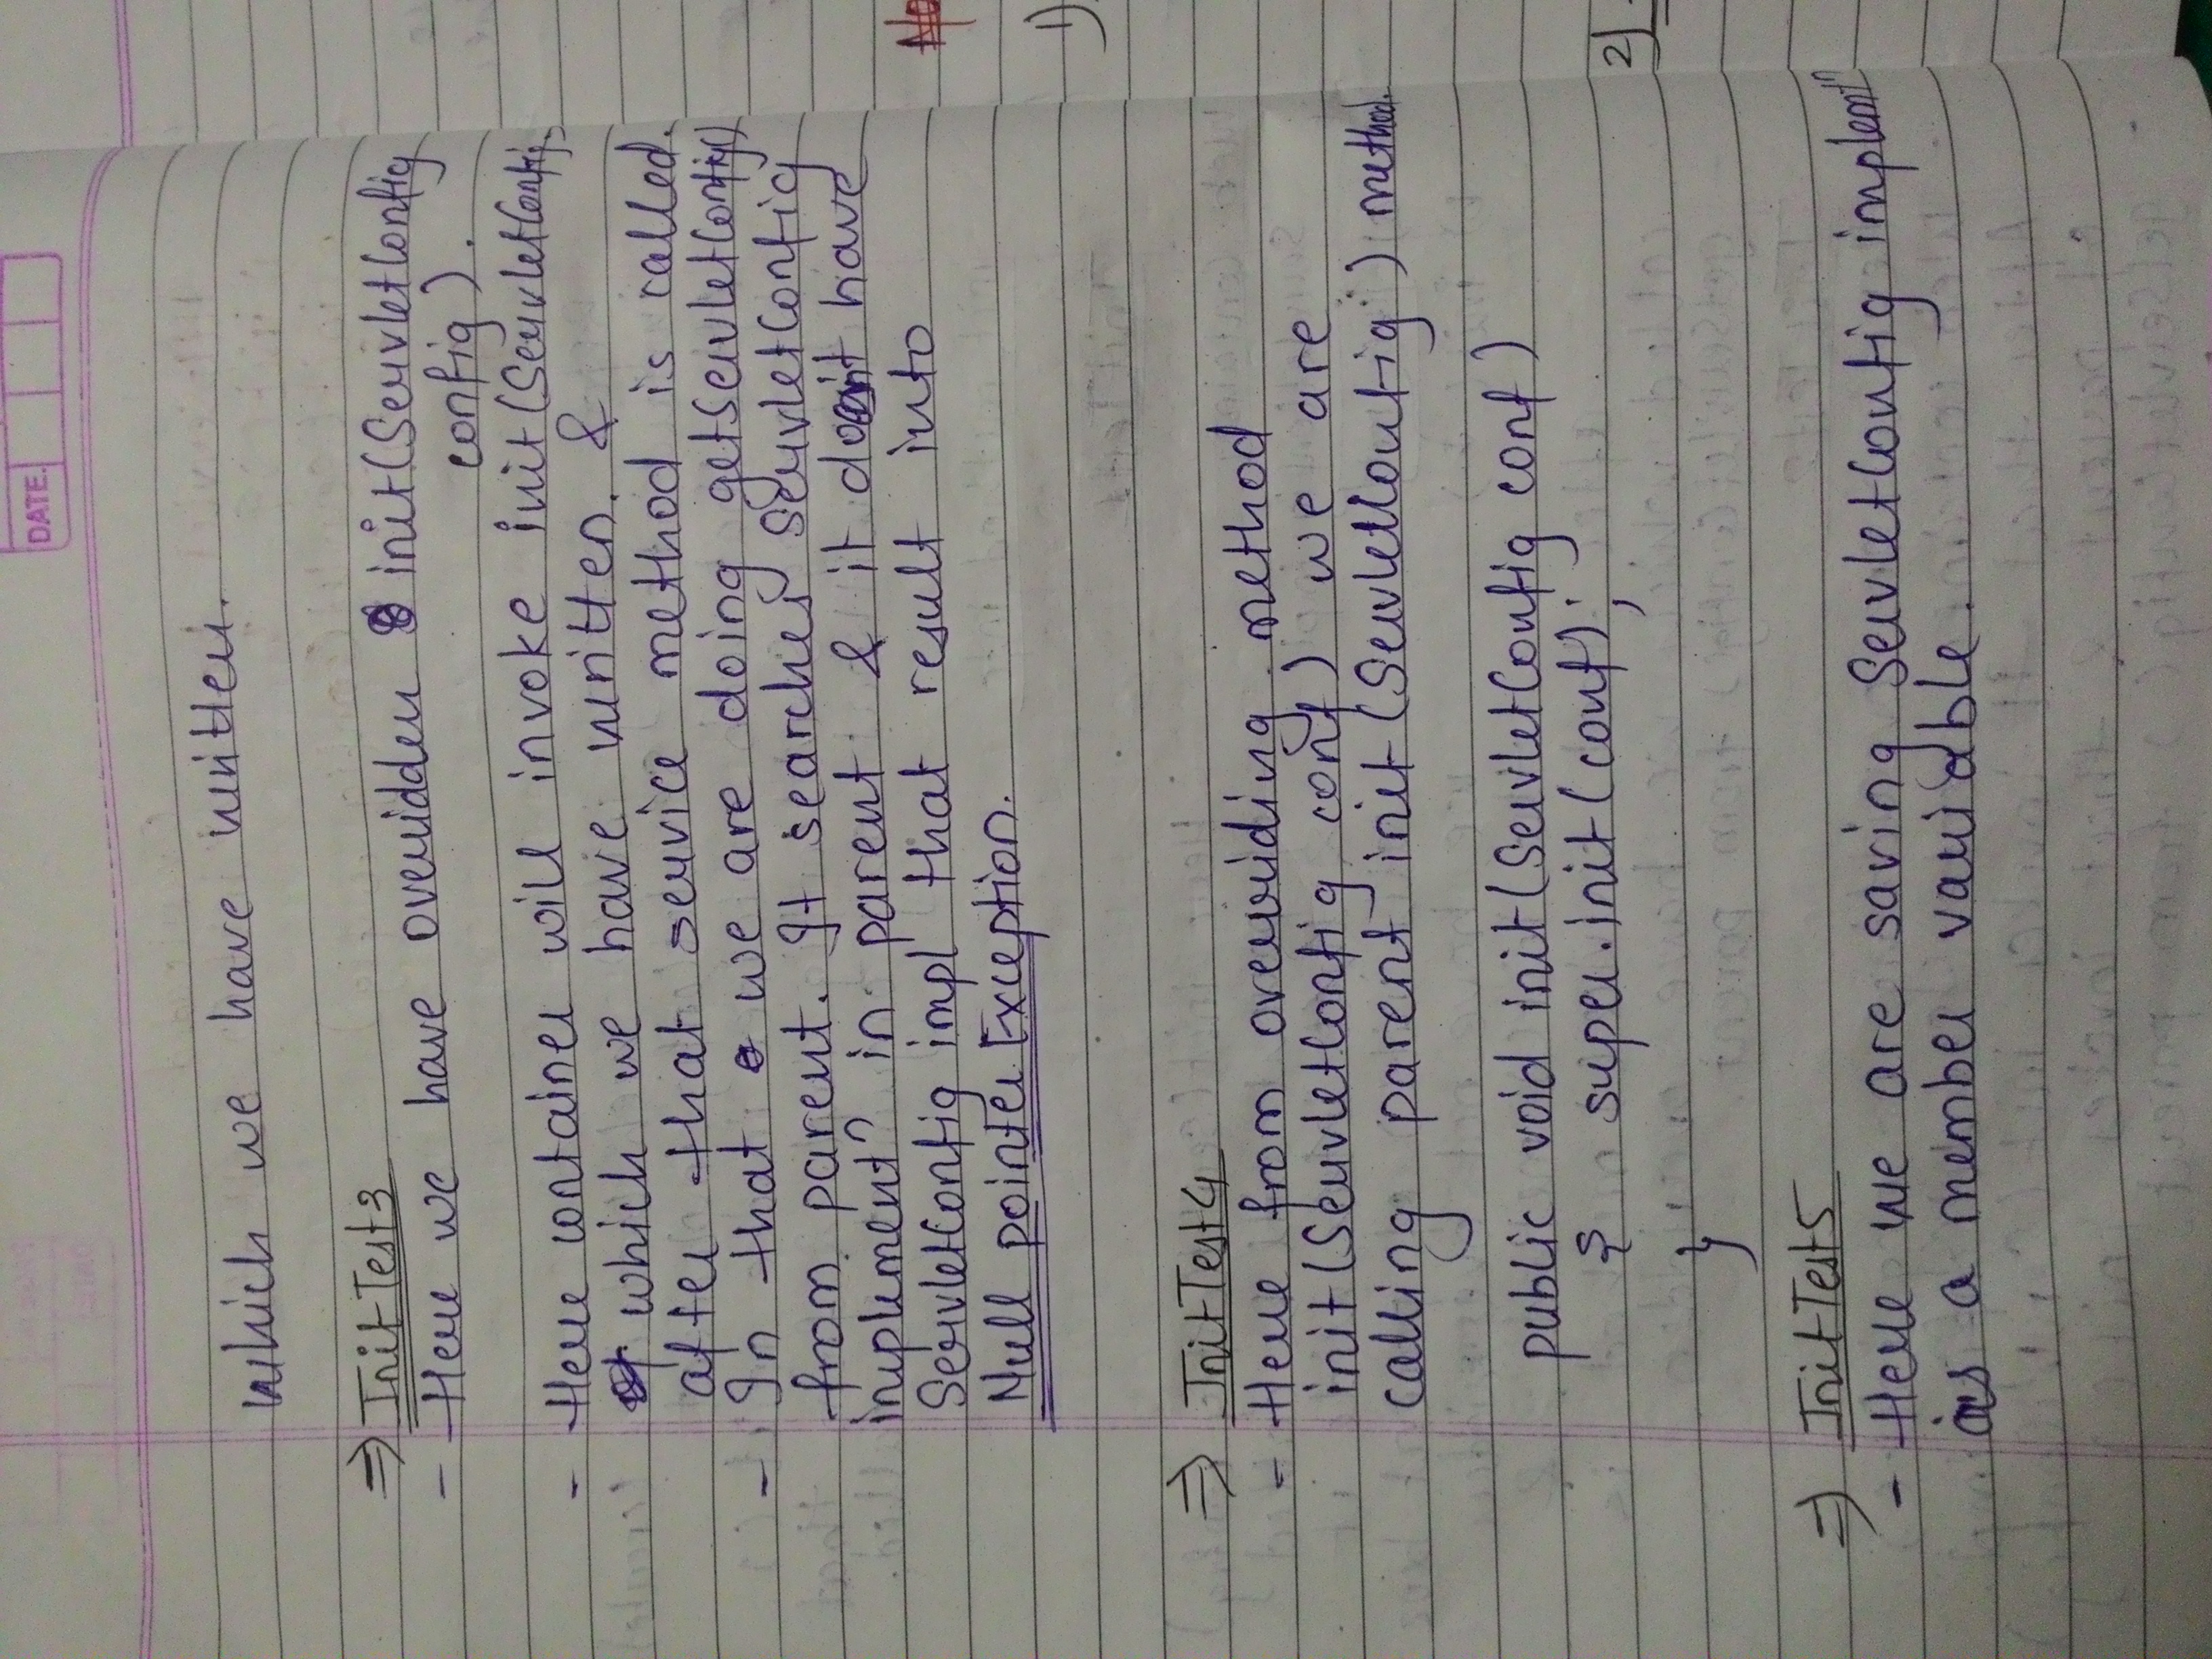 DATE.
which we have written.
⇒ InitTest3
- Here we have overridden init(ServletConfig
config).
- Here container will invoke init(ServletConfig
which we have written. &
after that service method is called.
- In that we are doing getServletConfig()
from parent. It searches ServletConfig
implementn in parent & it don't have
ServletConfig impl that result into
Null pointer Exception.
⇒ InitTest4
- Here from overriding method
init(ServletConfig conf) we are
calling parent init(ServletConfig) method.
public void init(ServletConfig conf)
{ super.init(conf);
}
⇒ InitTest5
- Here we are saving ServletConfig implemtn
as a member variable.
No
1)
2)